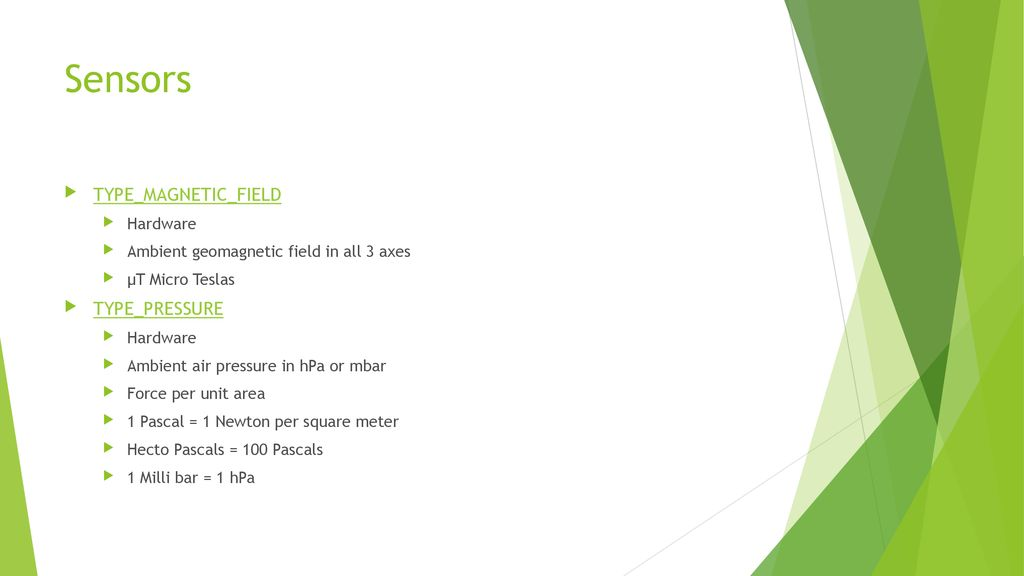 Sensors
TYPE_MAGNETIC_FIELD
Hardware
Ambient geomagnetic field in all 3 axes
µT Micro Teslas
TYPE_PRESSURE
Hardware
Ambient air pressure in hPa or mbar
Force per unit area
1 Pascal = 1 Newton per square meter
Hecto Pascals = 100 Pascals
1 Milli bar = 1 hPa